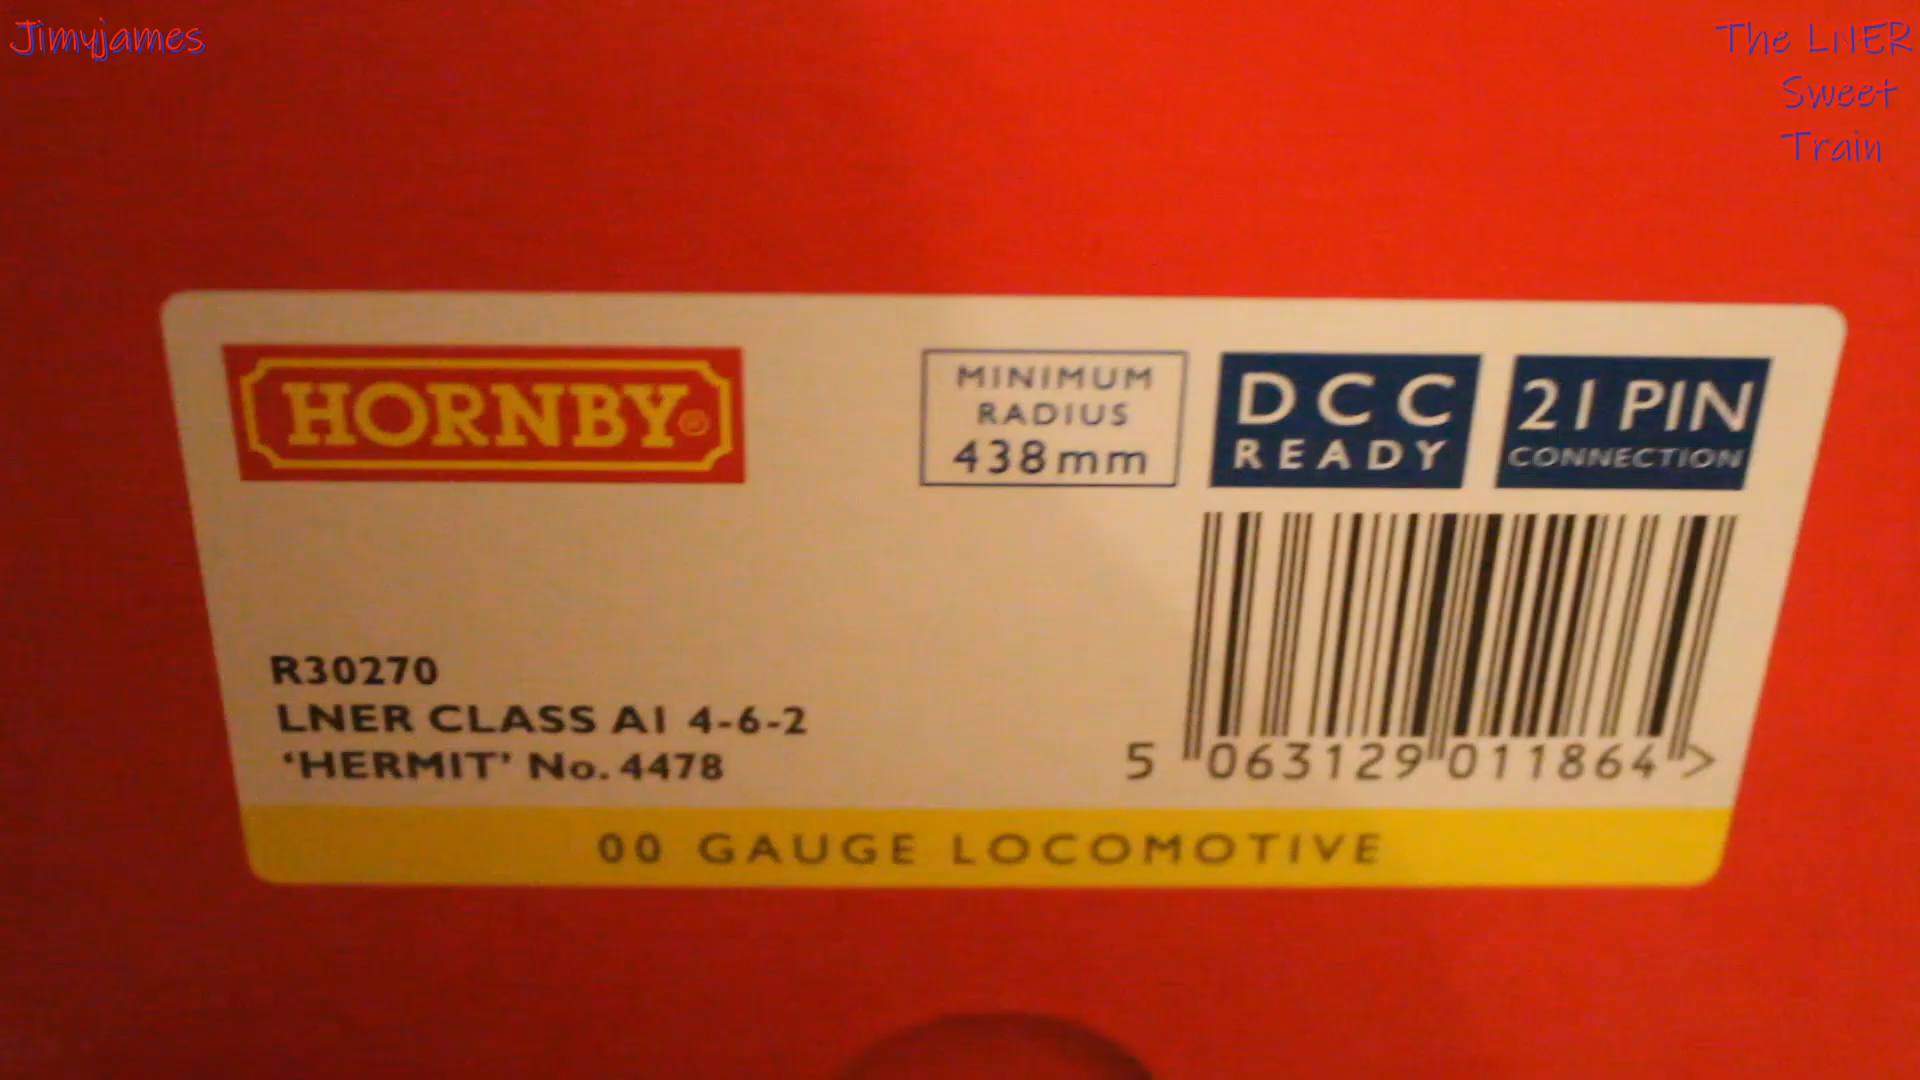 Jimyjames
The LNER
Sweet
Train
HORNBY®
MINIMUM
RADIUS
438mm
DCC
READY
21 PIN
CONNECTION
R30270
LNER CLASS A1 4-6-2
‘HERMIT’ No. 4478
5 063129 011864 >
00 GAUGE LOCOMOTIVE